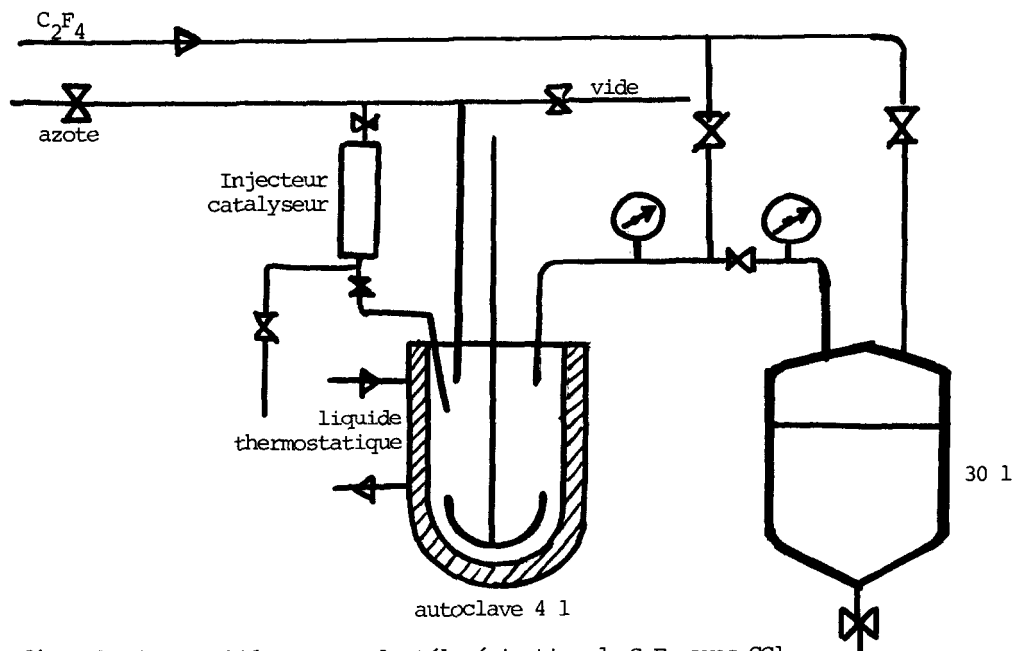 C₂F₄
vide
azote
Injecteur
catalyseur
liquide
thermostatique
30 l
autoclave 4 l